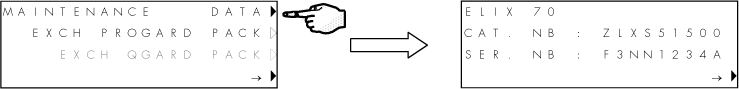 MAINTENANCE DATA
EXCH PROGARD PACK
EXCH QGARD PACK
→
ELIX 70
CAT. NB : ZLXS51500
SER. NB : F3NN1234A
→